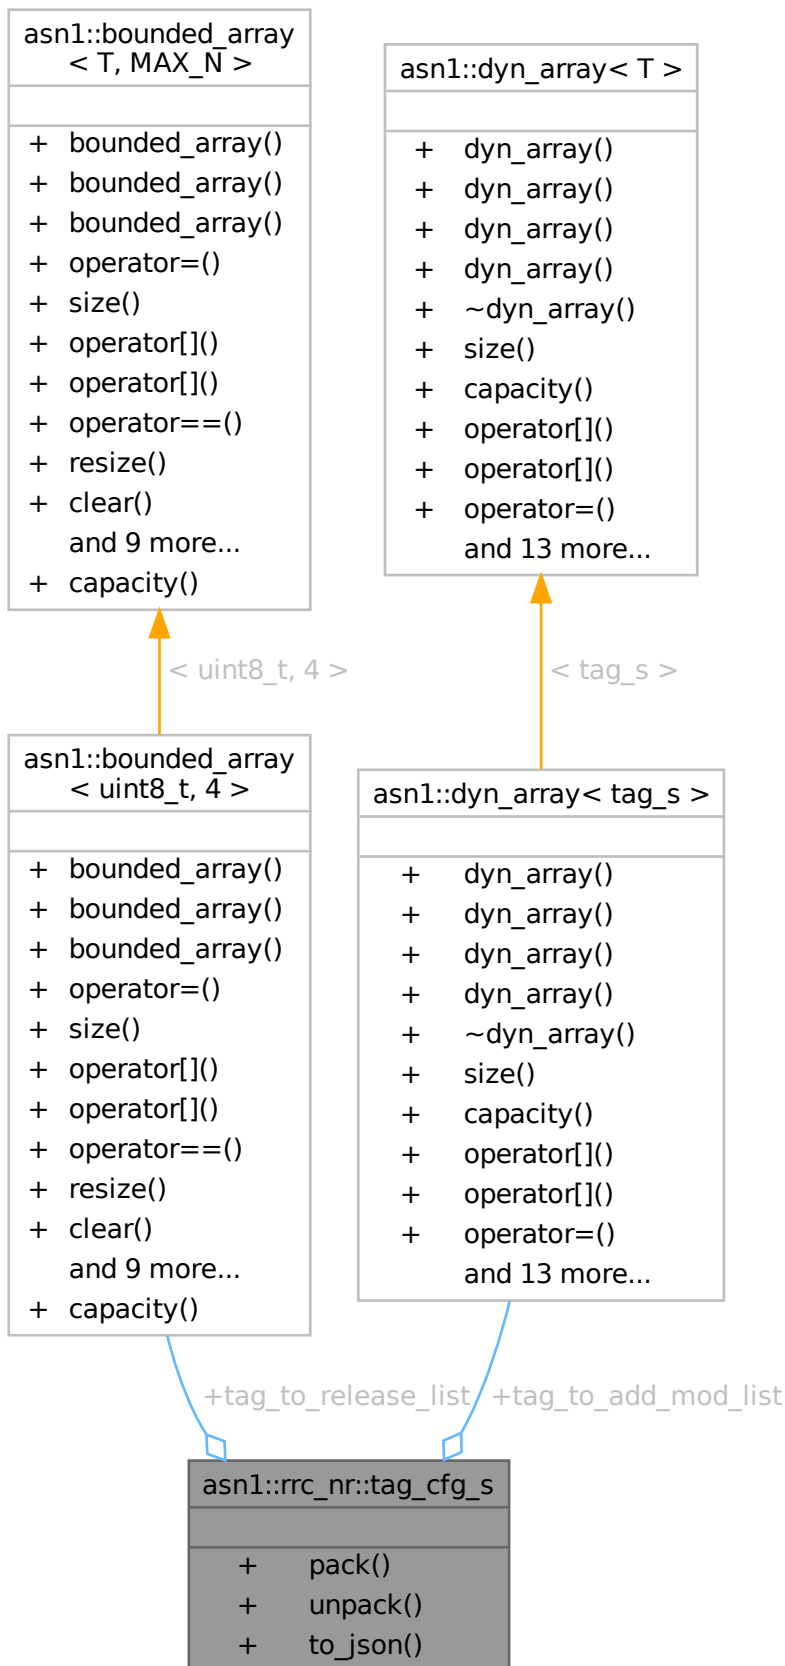 asn1::bounded_array
< T, MAX_N >
+ bounded_array()
+ bounded_array()
+ bounded_array()
+ operator=()
+ size()
+ operator[]()
+ operator[]()
+ operator==()
+ resize()
+ clear()
and 9 more...
+ capacity()
asn1::dyn_array< T >
+ dyn_array()
+ dyn_array()
+ dyn_array()
+ dyn_array()
+ ~dyn_array()
+ size()
+ capacity()
+ operator[]()
+ operator[]()
+ operator=()
and 13 more...
< uint8_t, 4 >
< tag_s >
asn1::bounded_array
< uint8_t, 4 >
+ bounded_array()
+ bounded_array()
+ bounded_array()
+ operator=()
+ size()
+ operator[]()
+ operator[]()
+ operator==()
+ resize()
+ clear()
and 9 more...
+ capacity()
asn1::dyn_array< tag_s >
+ dyn_array()
+ dyn_array()
+ dyn_array()
+ dyn_array()
+ ~dyn_array()
+ size()
+ capacity()
+ operator[]()
+ operator[]()
+ operator=()
and 13 more...
+tag_to_release_list
+tag_to_add_mod_list
asn1::rrc_nr::tag_cfg_s
+ pack()
+ unpack()
+ to_json()